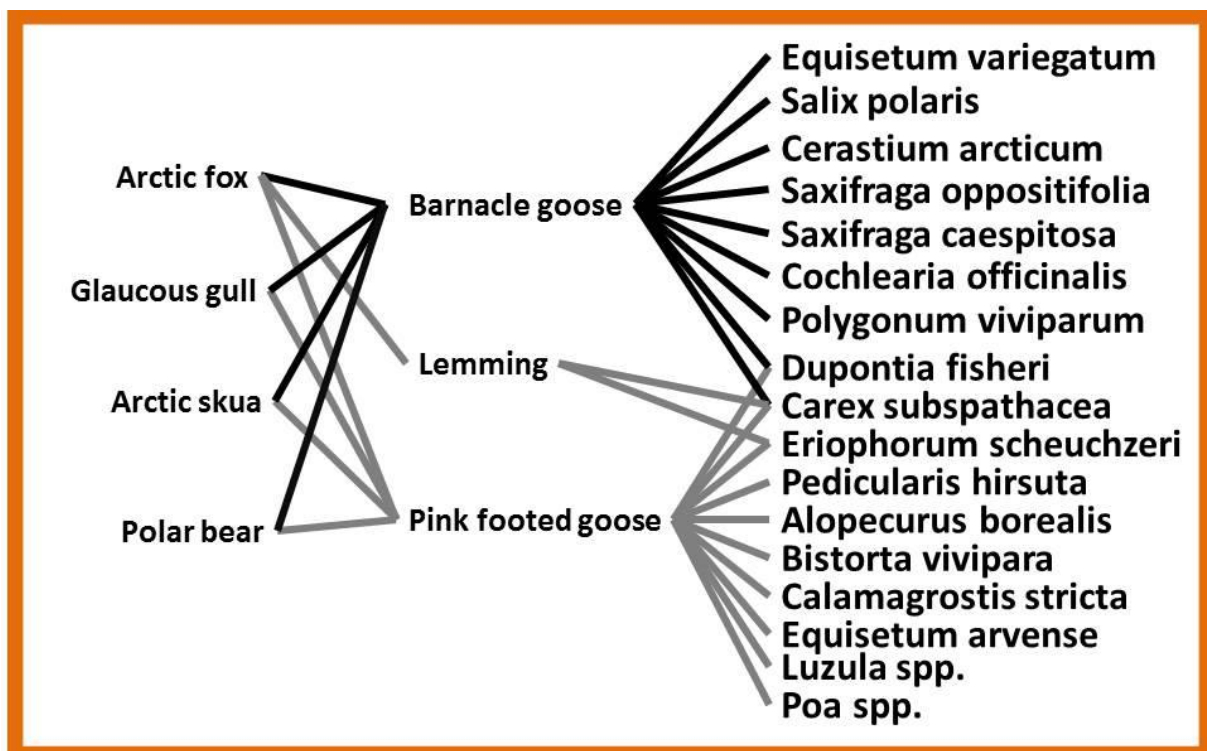 Arctic fox
Glaucous gull
Arctic skua
Polar bear
Barnacle goose
Lemming
Pink footed goose
Equisetum variegatum
Salix polaris
Cerastium arcticum
Saxifraga oppositifolia
Saxifraga caespitosa
Cochlearia officinalis
Polygonum viviparum
Dupontia fisheri
Carex subspathacea
Eriophorum scheuchzeri
Pedicularis hirsuta
Alopecurus borealis
Bistorta vivipara
Calamagrostis stricta
Equisetum arvense
Luzula spp.
Poa spp.